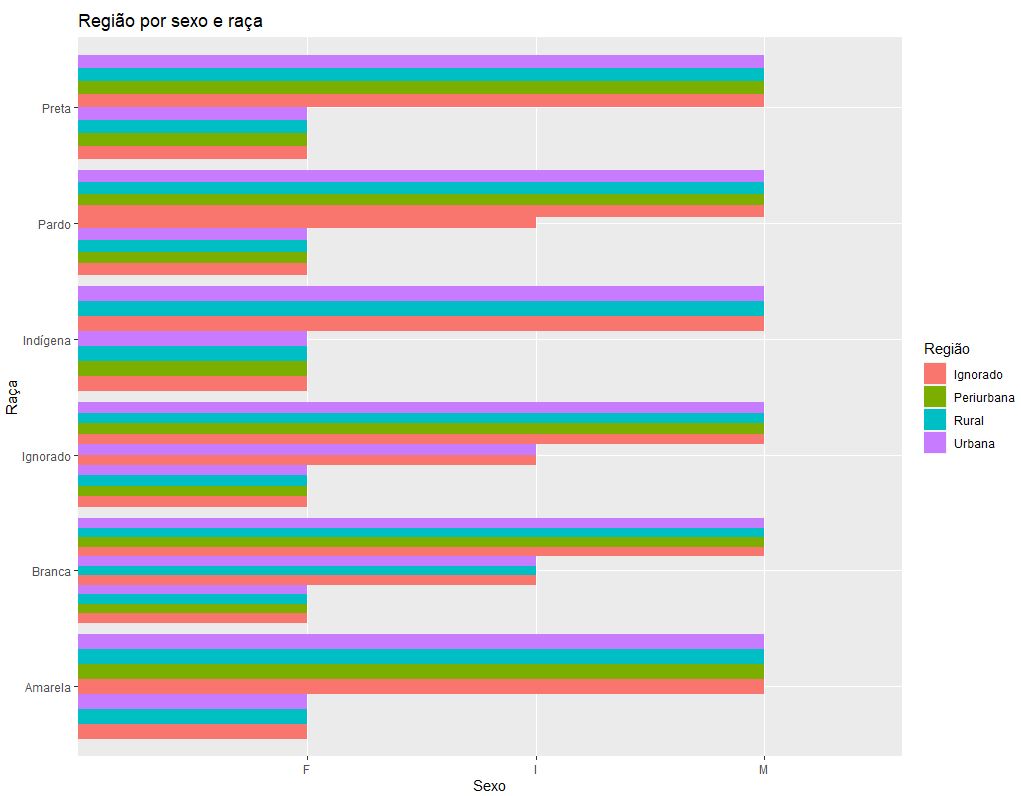 Região por sexo e raça
Raça
Preta
Pardo
Indígena
Ignorado
Branca
Amarela
F
I
M
Sexo
Região
Ignorado
Periurbana
Rural
Urbana